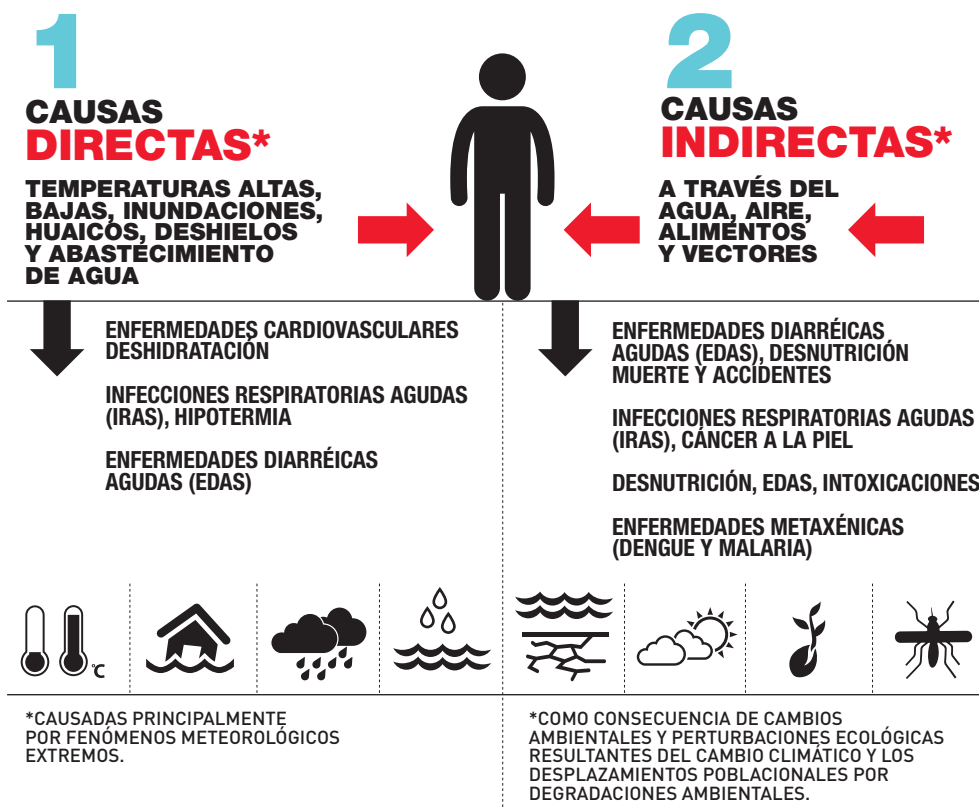 1
CAUSAS
DIRECTAS*
TEMPERATURAS ALTAS,
BAJAS, INUNDACIONES,
HUAICOS, DESHIELOS
Y ABASTECIMIENTO
DE AGUA
2
CAUSAS
INDIRECTAS*
A TRAVÉS DEL
AGUA, AIRE,
ALIMENTOS
Y VECTORES
ENFERMEDADES CARDIOVASCULARES
DESHIDRATACIÓN
INFECCIONES RESPIRATORIAS AGUDAS
(IRAS), HIPOTERMIA
ENFERMEDADES DIARRÉICAS
AGUDAS (EDAS)
ENFERMEDADES DIARRÉICAS
AGUDAS (EDAS), DESNUTRICIÓN
MUERTE Y ACCIDENTES
INFECCIONES RESPIRATORIAS AGUDAS
(IRAS), CÁNCER A LA PIEL
DESNUTRICIÓN, EDAS, INTOXICACIONES
ENFERMEDADES METAXÉNICAS
(DENGUE Y MALARIA)
°C
*CAUSADAS PRINCIPALMENTE
POR FENÓMENOS METEOROLÓGICOS
EXTREMOS.
*COMO CONSECUENCIA DE CAMBIOS
AMBIENTALES Y PERTURBACIONES ECOLÓGICAS
RESULTANTES DEL CAMBIO CLIMÁTICO Y LOS
DESPLAZAMIENTOS POBLACIONALES POR
DEGRADACIONES AMBIENTALES.